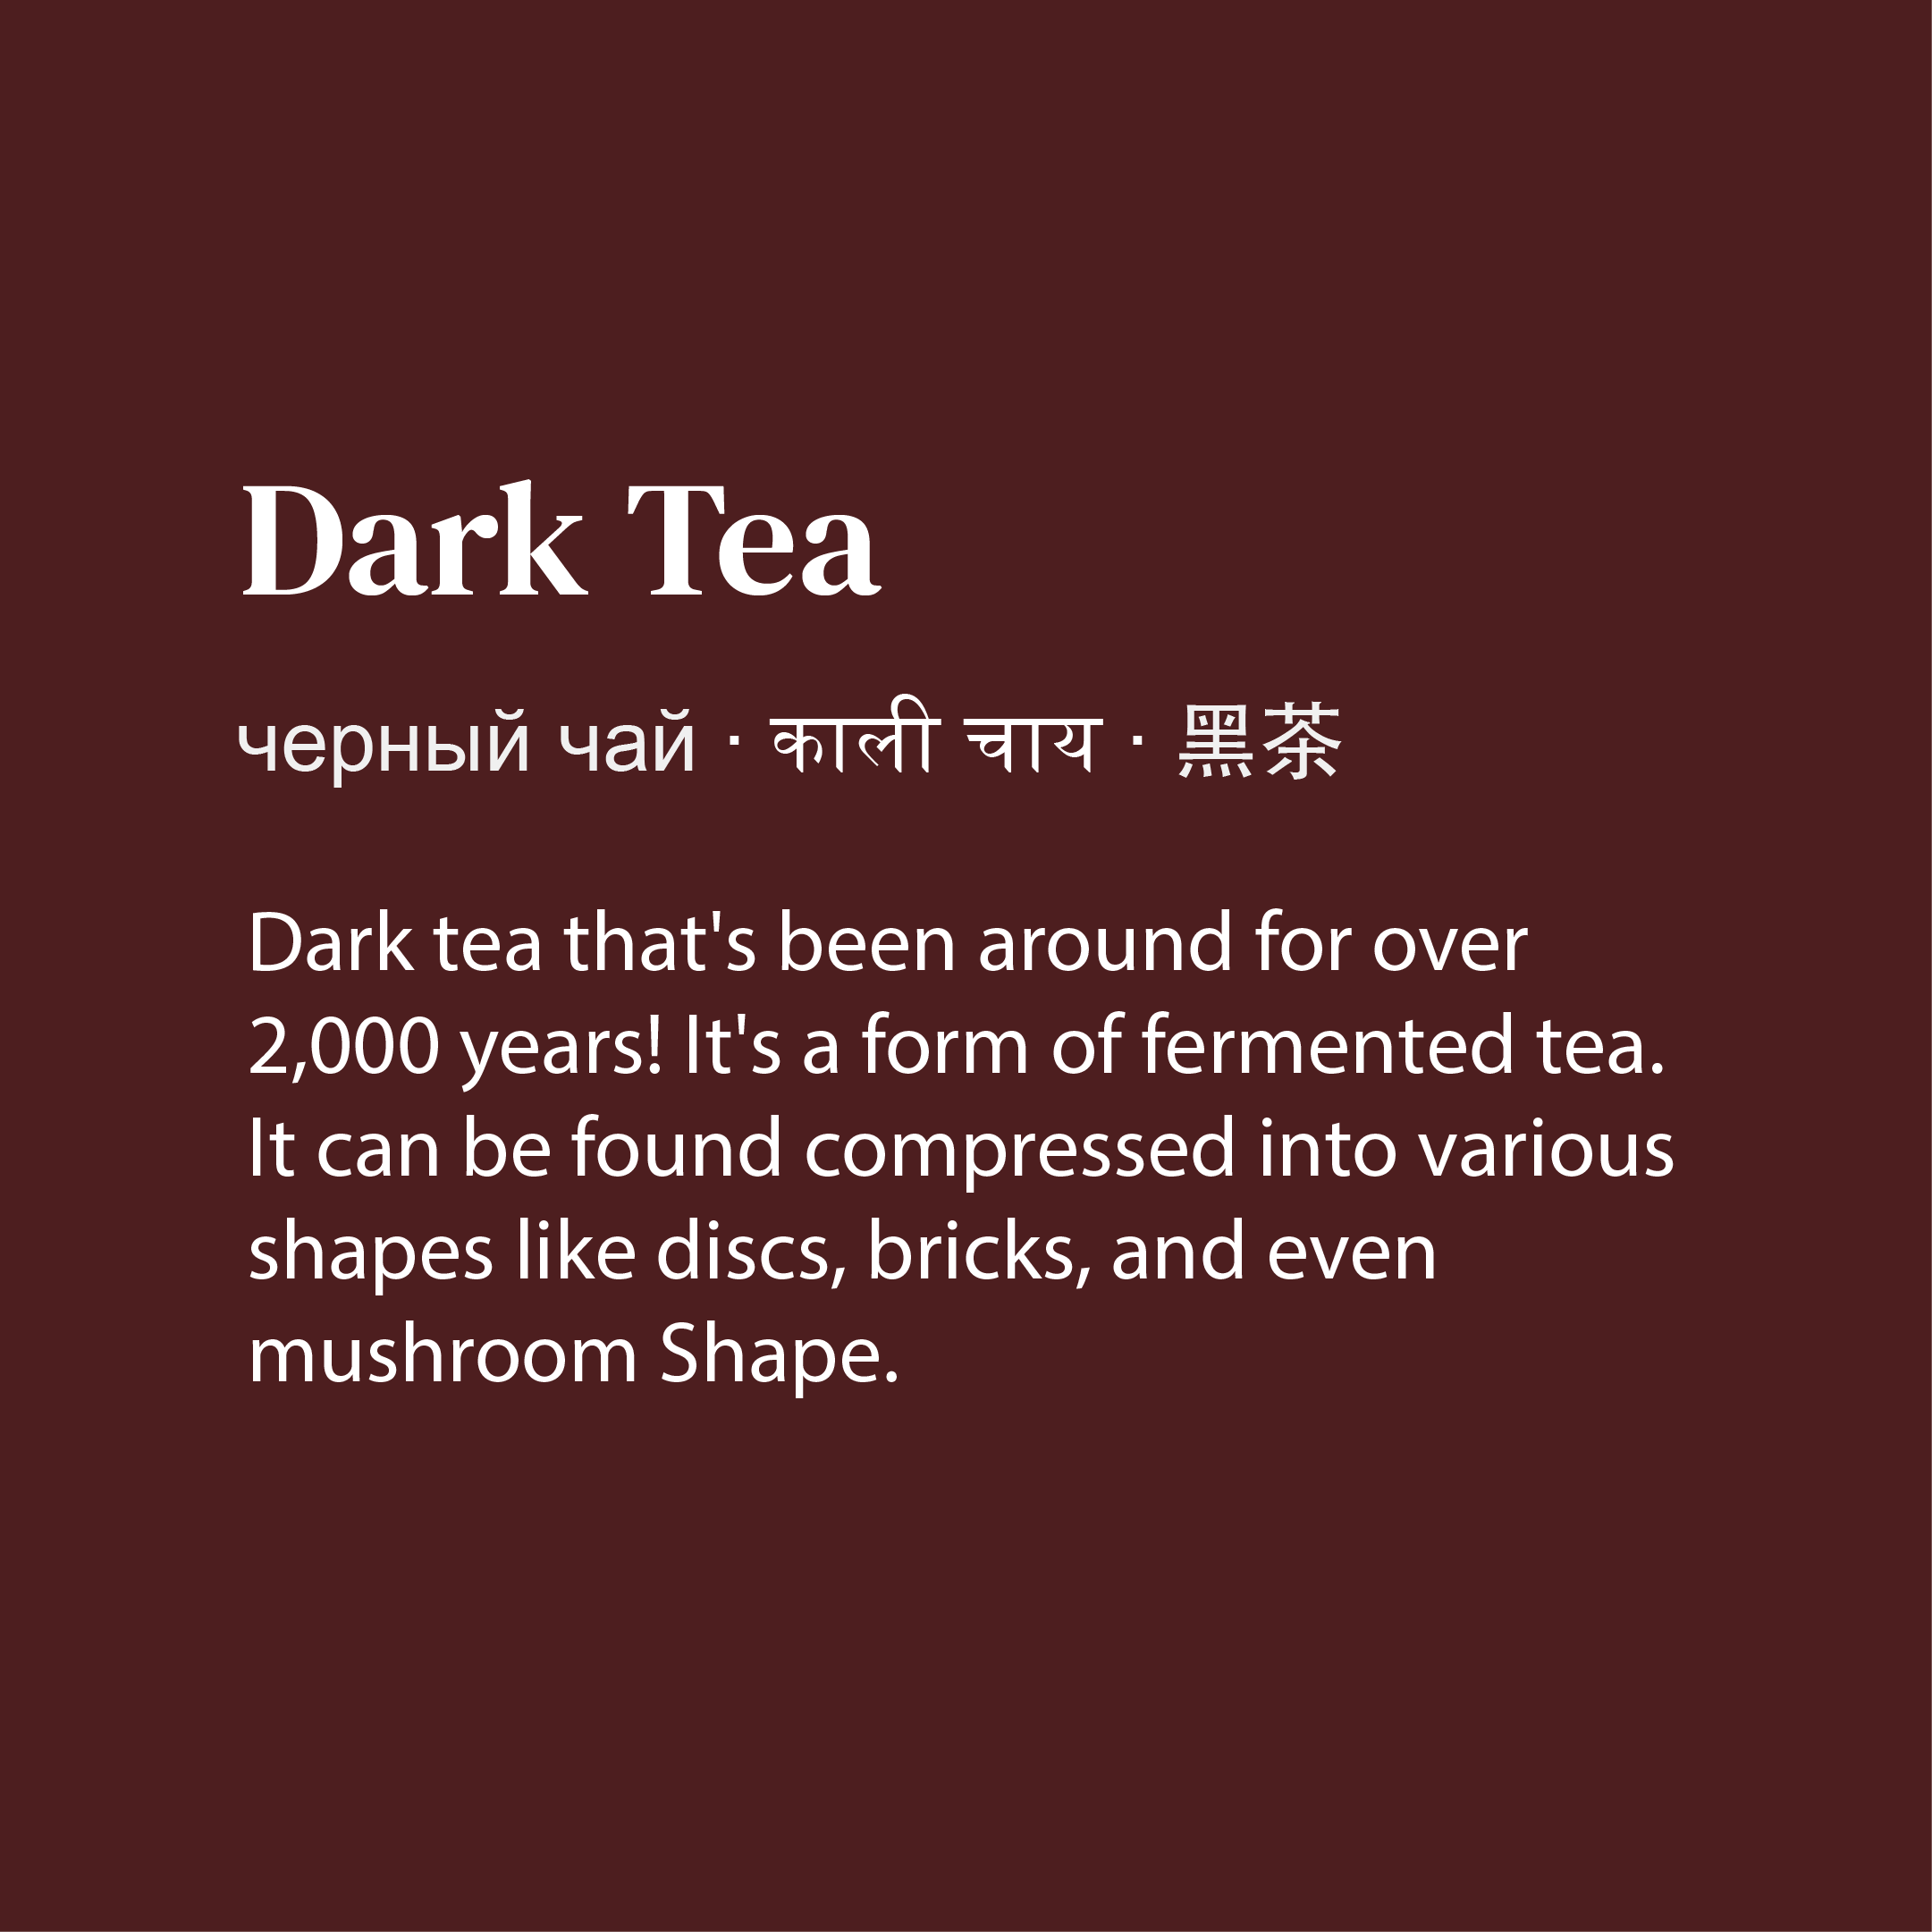 Dark Tea
черный чай · काली चाय · 黑茶
Dark tea that's been around for over
2,000 years! It's a form of fermented tea.
It can be found compressed into various
shapes like discs, bricks, and even
mushroom Shape.